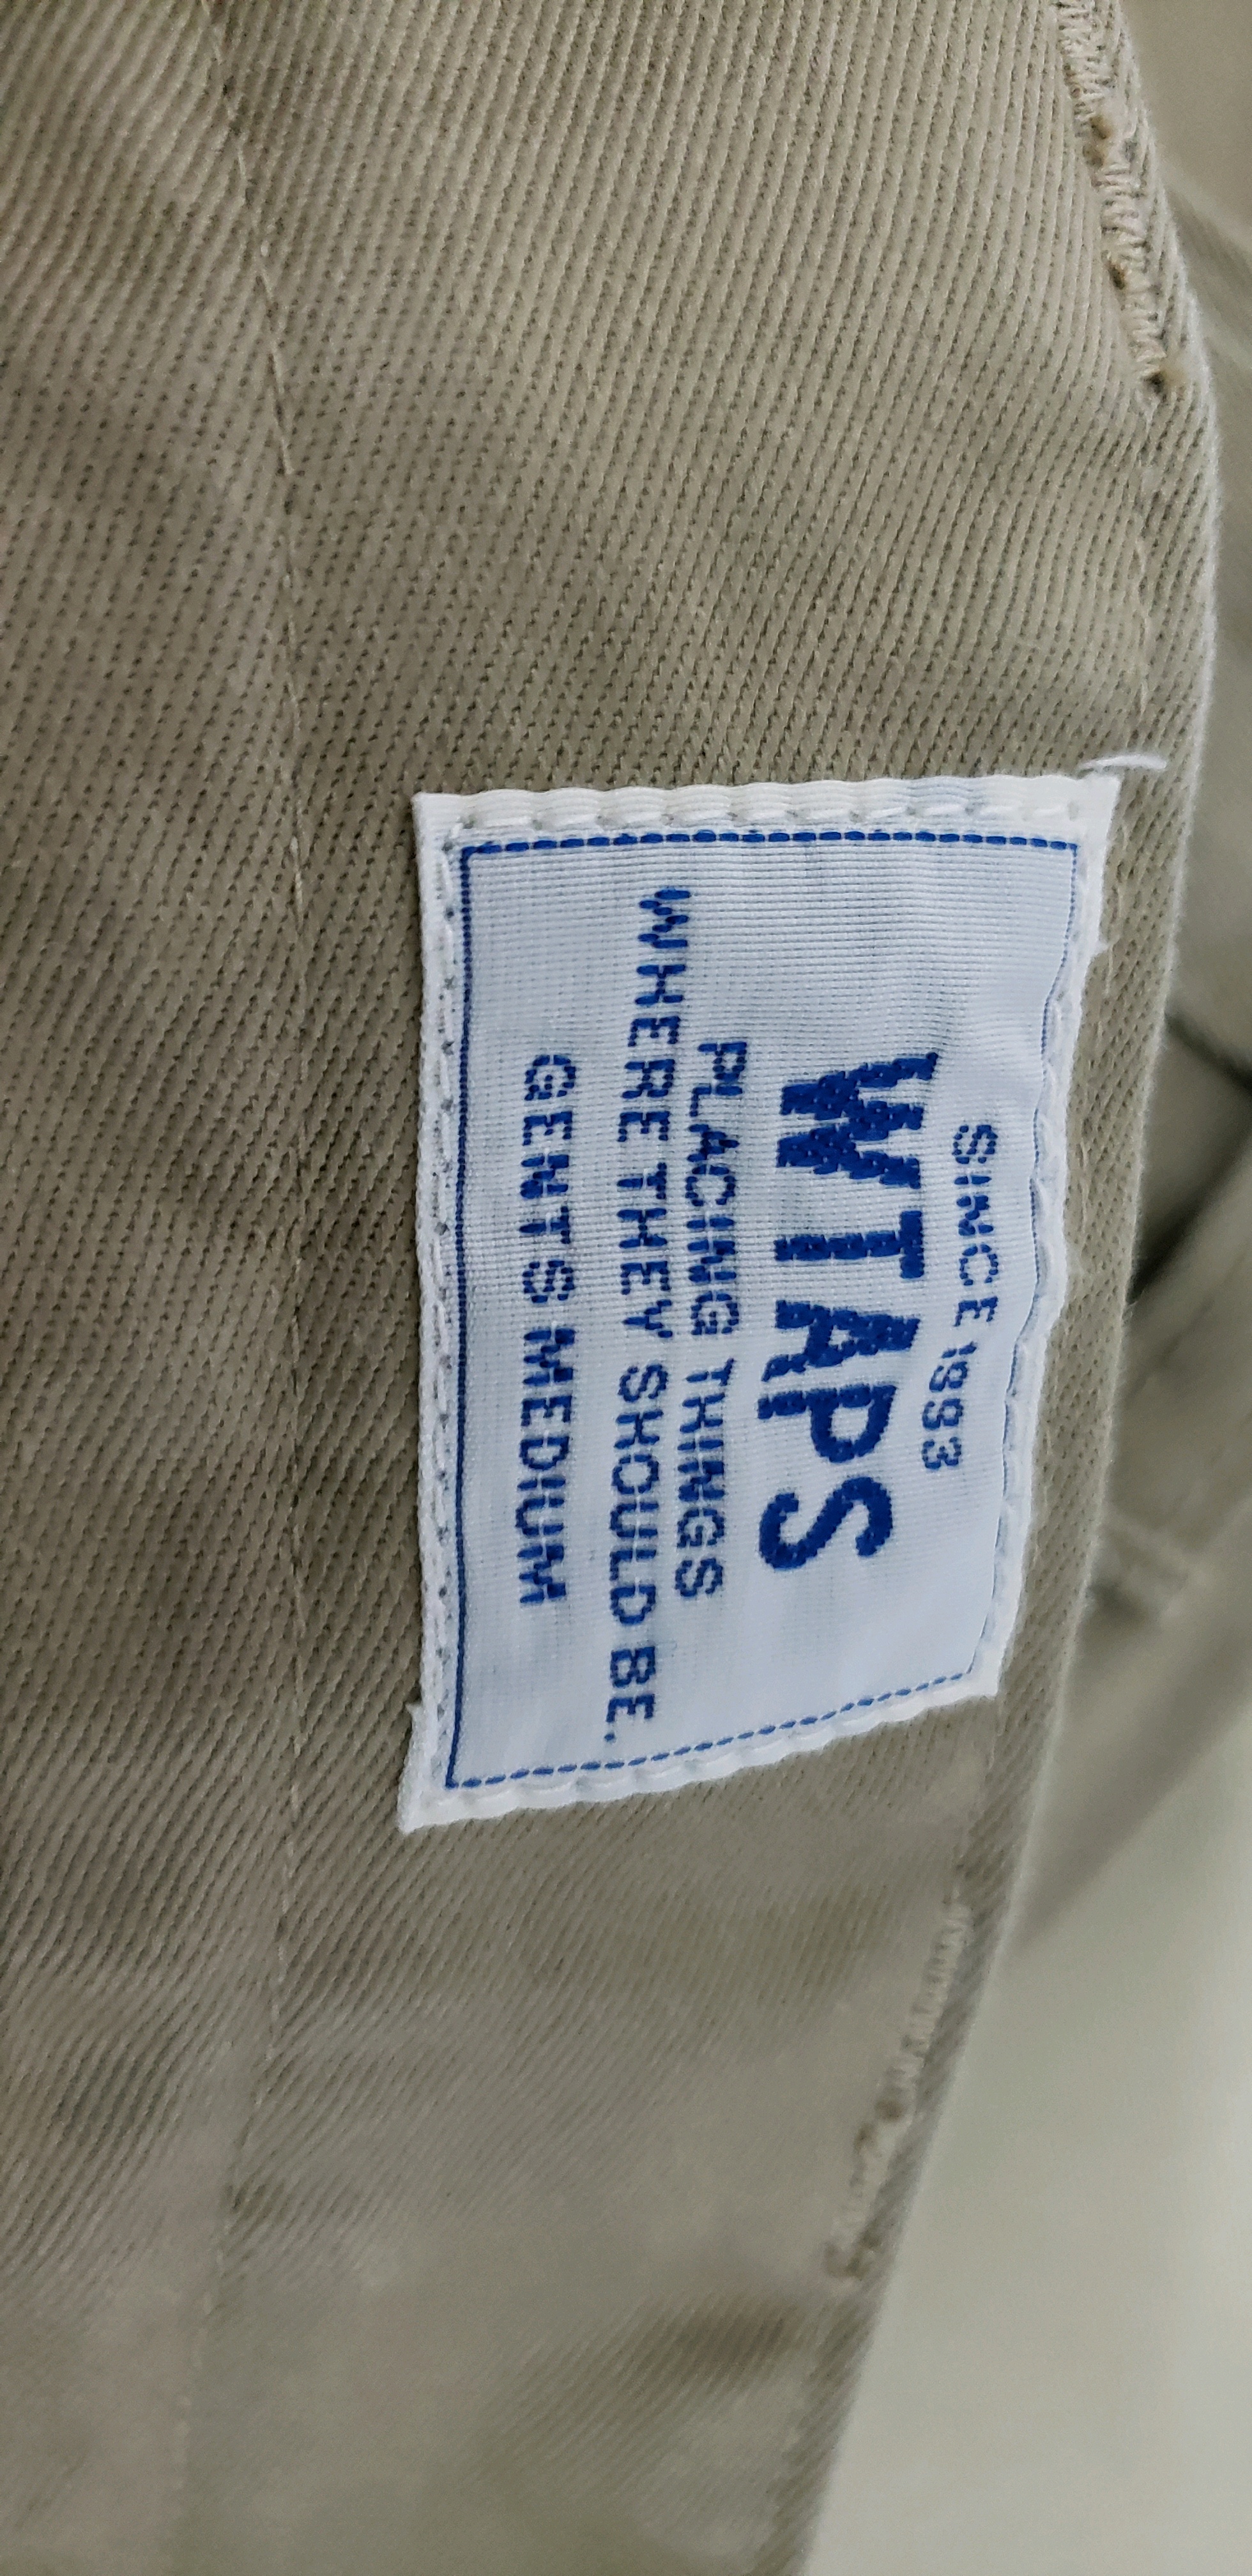 SINCE 1993
WTAPS
PLACING THINGS
WHERE THEY SHOULD BE.
GENTS MEDIUM